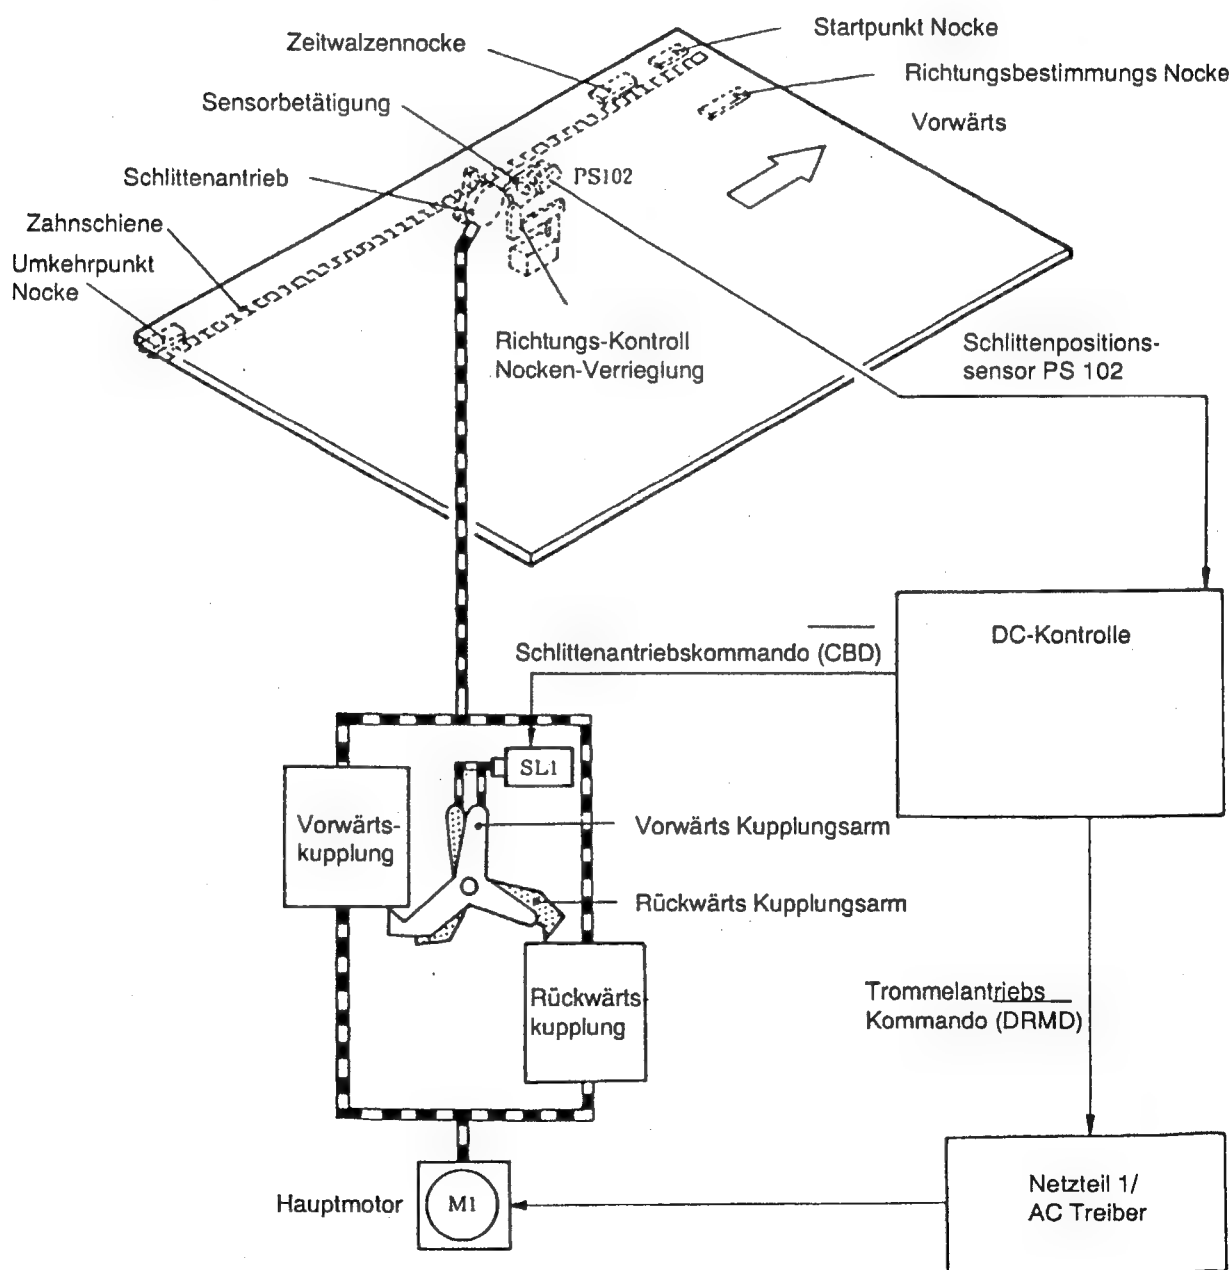 Zeitwalzennocke
Startpunkt Nocke
Sensorbetätigung
Richtungsbestimmungs Nocke
Vorwärts
Schlittenantrieb
PS102
Zahnschiene
Umkehrpunkt
Nocke
Richtungs-Kontroll
Nocken-Verrieglung
Schlittenpositions-
sensor PS 102
DC-Kontrolle
Schlittenantriebskommando (CBD)
SL1
Vorwärts-
kupplung
Vorwärts Kupplungsarm
Rückwärts Kupplungsarm
Rückwärts
kupplung
Trommelantriebs
Kommando (DRMD)
Hauptmotor
M1
Netzteil 1/
AC Treiber